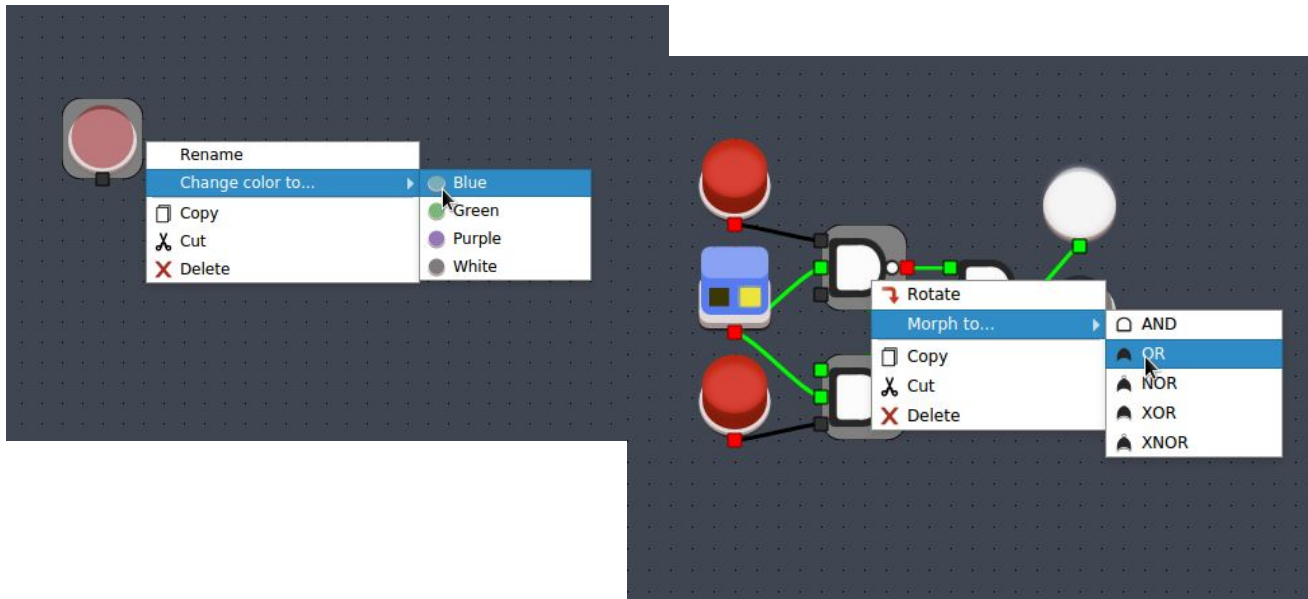 Rename
Change color to...
Copy
Cut
Delete
Blue
Green
Purple
White
Rotate
Morph to...
Copy
Cut
Delete
AND
OR
NOR
XOR
XNOR